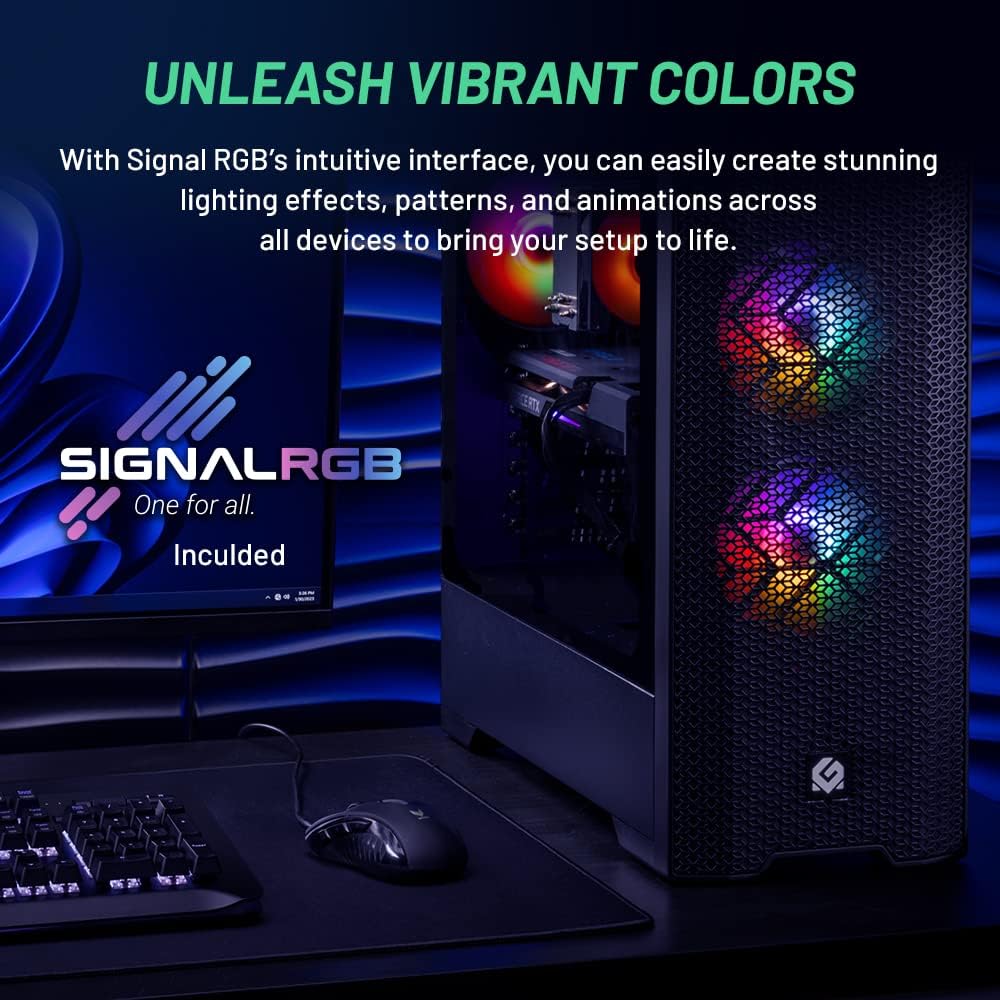 UNLEASH VIBRANT COLORS
With Signal RGB's intuitive interface, you can easily create stunning
lighting effects, patterns, and animations across
all devices to bring your setup to life.
SIGNALRGB
One for all.
Inculded